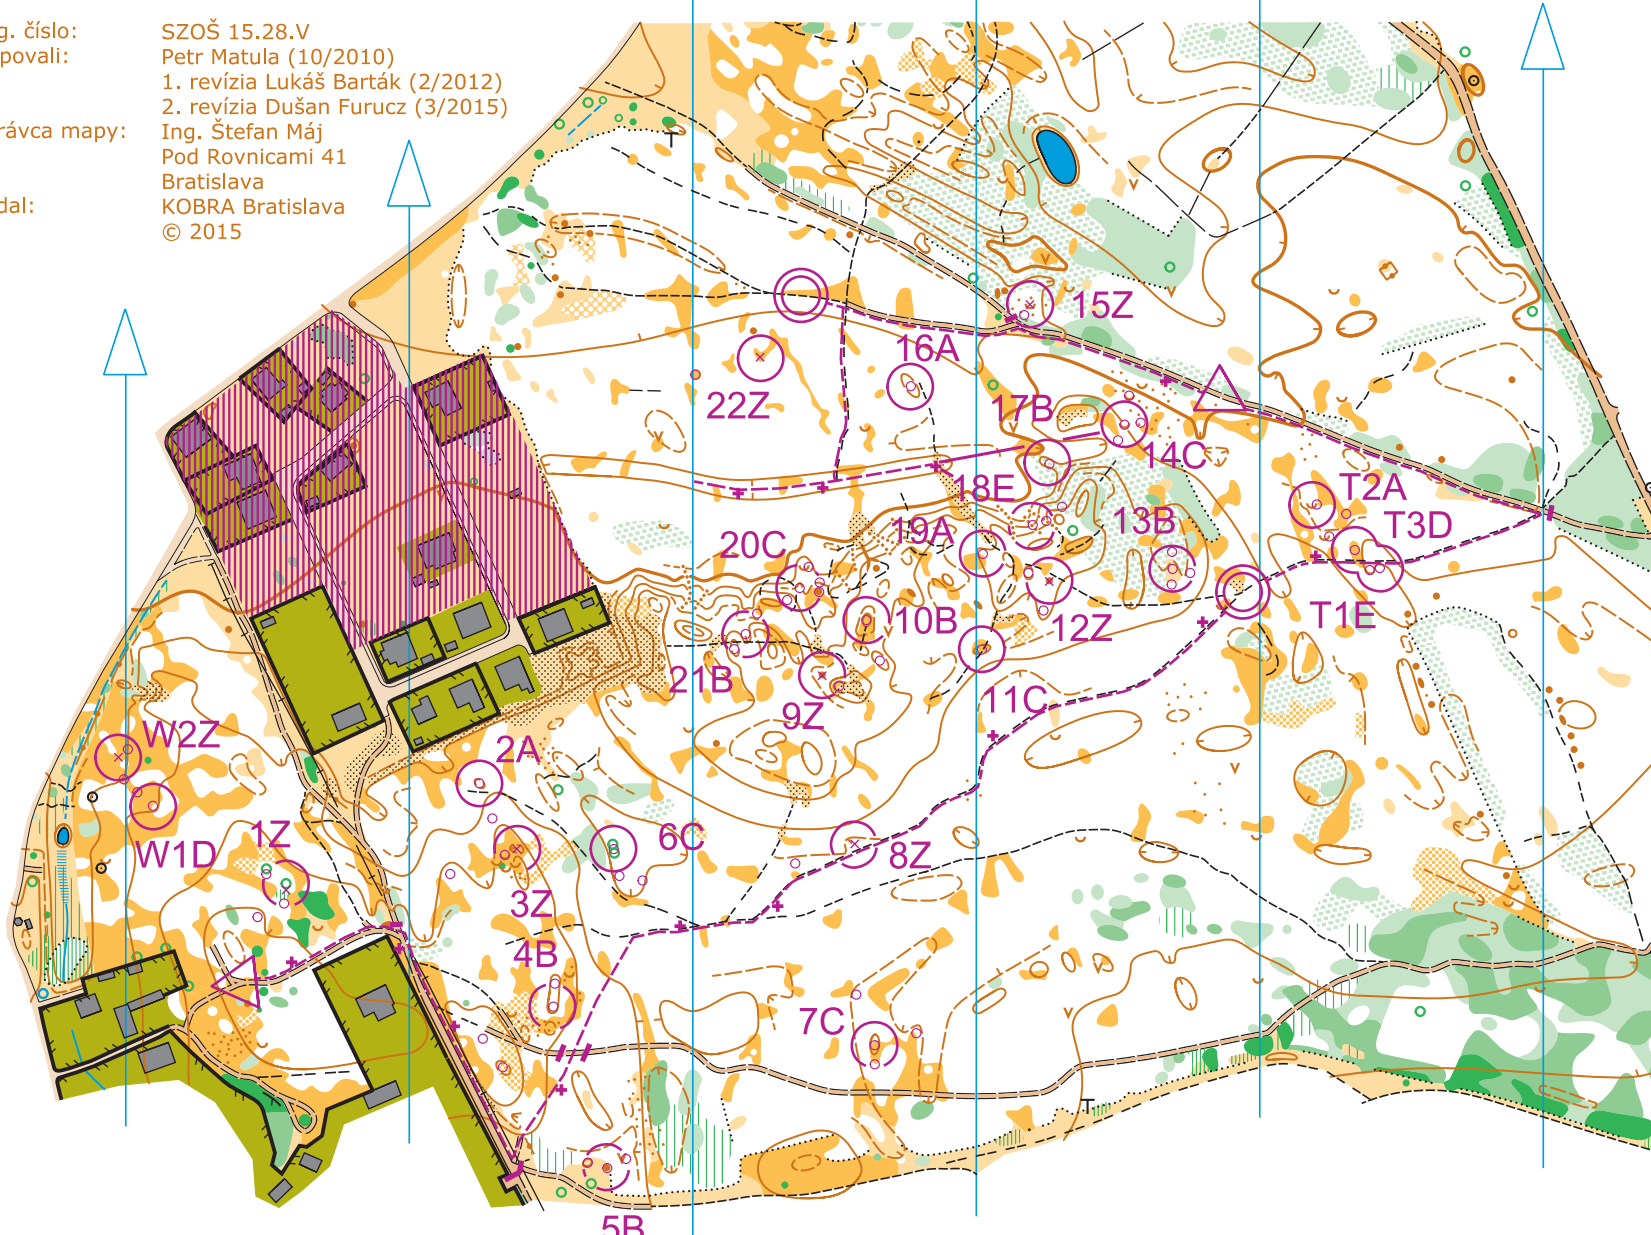 g. číslo: SZOŠ 15.28.V
povali: Petr Matula (10/2010)
1. revízia Lukáš Barták (2/2012)
2. revízia Dušan Furucz (3/2015)
rávca mapy: Ing. Štefan Máj
Pod Rovnicami 41
Bratislava
dal: KOBRA Bratislava
© 2015
15Z
16A
22Z
17B
14C
18E
T2A
T3D
13B
19A
20C
10B
12Z
T1E
21B
11C
9Z
W2Z
2A
1Z
W1D
6C
8Z
3Z
4B
7C
5B